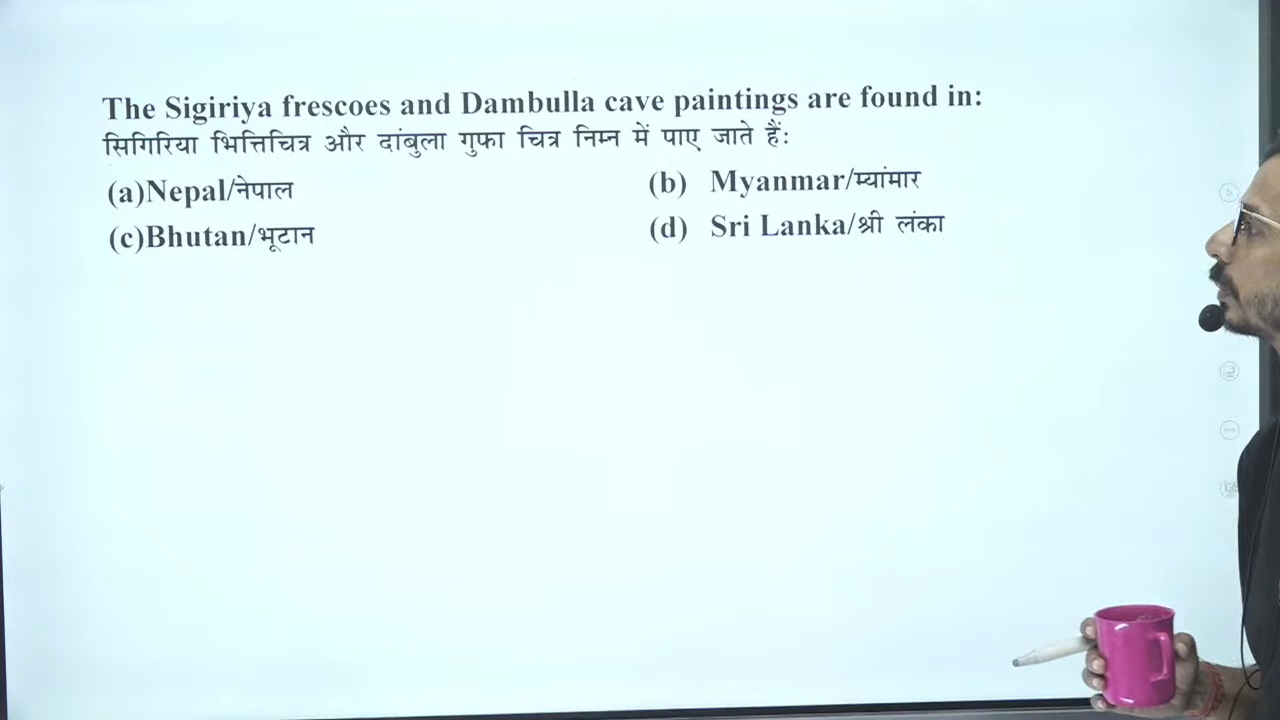 The Sigiriya frescoes and Dambulla cave paintings are found in:
सिगिरिया भित्तिचित्र और दांबुला गुफा चित्र निम्न में पाए जाते हैंः
(a)Nepal/नेपाल (b) Myanmar/म्यांमार
(c)Bhutan/भूटान (d) Sri Lanka/श्री लंका